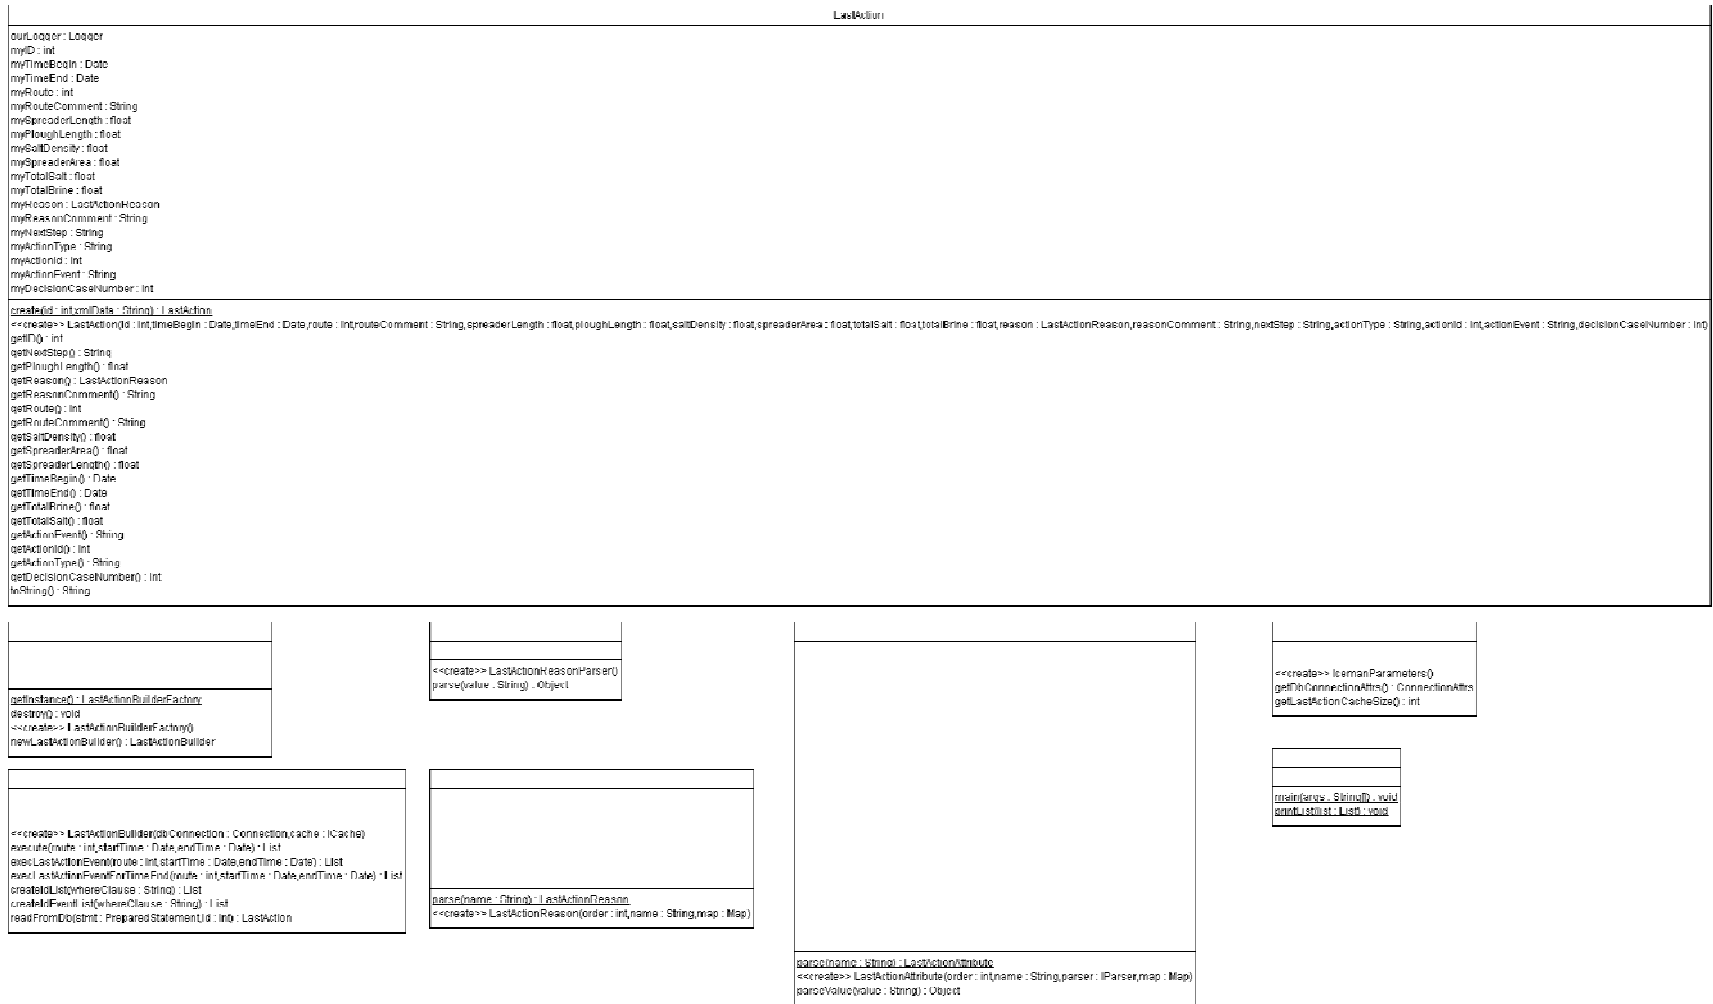 LastAction
ourLogger : Logger
myID : int
myTimeBegin : Date
myTimeEnd : Date
myRoute : int
myRouteComment : String
mySpreaderLength : float
myPloughLength : float
mySaltDensity : float
mySpreaderArea : float
myTotalSalt : float
myTotalBrine : float
myReason : LastActionReason
myReasonComment : String
myNextStep : String
myActionType : String
myActionId : int
myActionEvent : String
myDecisionCaseNumber : int
create(id : int,xmlData : String) : LastAction
<<create>> LastAction(id : int,timeBegin : Date,timeEnd : Date,route : int,routeComment : String,spreaderLength : float,ploughLength : float,saltDensity : float,spreaderArea : float,totalSalt : float,totalBrine : float,reason : LastActionReason,reasonComment : String,nextStep : String,actionType : String,actionId : int,actionEvent : String,decisionCaseNumber : int)
getID() : int
getNextStep() : String
getPloughLength() : float
getReason() : LastActionReason
getReasonComment() : String
getRoute() : int
getRouteComment() : String
getSaltDensity() : float
getSpreaderArea() : float
getSpreaderLength() : float
getTimeBegin() : Date
getTimeEnd() : Date
getTotalBrine() : float
getTotalSalt() : float
getActionEvent() : String
getActionId() : int
getActionType() : String
getDecisionCaseNumber() : int
toString() : String
getInstance() : LastActionBuilderFactory
destroy() : void
<<create>> LastActionBuilderFactory()
newLastActionBuilder() : LastActionBuilder
<<create>> LastActionReasonParser()
parse(value : String) : Object
<<create>> IcemanParameters()
getDbConnectionAttrs() : ConnectionAttrs
getLastActionCacheSize() : int
main(args : String[]) : void
printList(list : List) : void
<<create>> LastActionBuilder(dbConnection : Connection,cache : ICache)
execute(route : int,startTime : Date,endTime : Date) : List
execLastActionEvent(route : int,startTime : Date,endTime : Date) : List
execLastActionEventForTimeEnd(route : int,startTime : Date,endTime : Date) : List
createIdList(whereClause : String) : List
createIdEventList(whereClause : String) : List
readFromDb(stmt : PreparedStatement,id : int) : LastAction
parse(name : String) : LastActionReason
<<create>> LastActionReason(order : int,name : String,map : Map)
parse(name : String) : LastActionAttribute
<<create>> LastActionAttribute(order : int,name : String,parser : IParser,map : Map)
parseValue(value : String) : Object